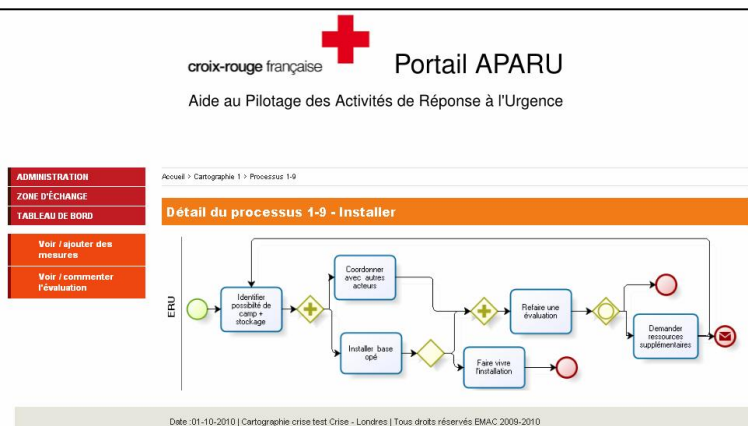 croix-rouge française
Portail APARU
Aide au Pilotage des Activités de Réponse à l'Urgence
ADMINISTRATION
ZONE D'ÉCHANGE
TABLEAU DE BORD
Voir / ajouter des
mesures
Voir / commenter
l'évaluation
Accueil > Cartographie 1 > Processus 1-9
Détail du processus 1-9 - Installer
ERU
Identifier
possibilté de
camp +
stockage
Coordonner
avec autres
acteurs
Installer base
opé
Refaire une
évaluation
Faire vivre
l'installation
Demander
ressources
supplémentaires
Date :01-10-2010 | Cartographie crise test Crise - Londres | Tous droits réservés EMAC 2009-2010